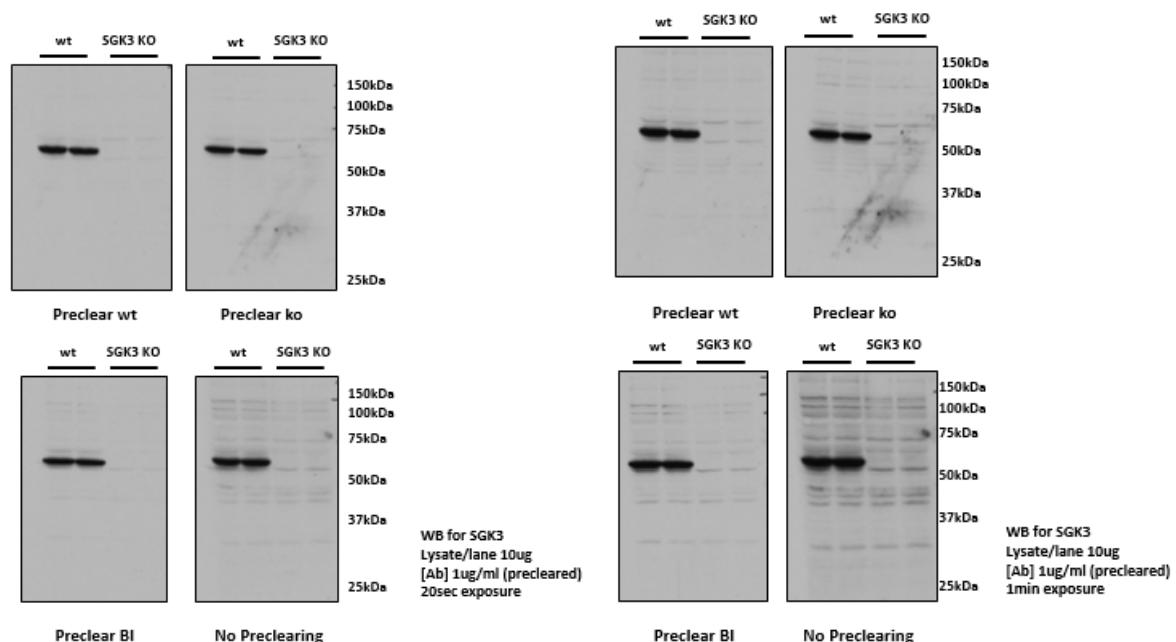 wt SGK3 KO wt SGK3 KO
150kDa
100kDa
75kDa
50kDa
37kDa
25kDa
Preclear wt Preclear ko
wt SGK3 KO wt SGK3 KO
150kDa
100kDa
75kDa
50kDa
37kDa
25kDa
Preclear BI No Preclearing
WB for SGK3
Lysate/lane 10ug
[Ab] 1ug/ml (precleared)
20sec exposure
wt SGK3 KO wt SGK3 KO
150kDa
100kDa
75kDa
50kDa
37kDa
25kDa
Preclear wt Preclear ko
wt SGK3 KO wt SGK3 KO
150kDa
100kDa
75kDa
50kDa
37kDa
25kDa
Preclear BI No Preclearing
WB for SGK3
Lysate/lane 10ug
[Ab] 1ug/ml (precleared)
1min exposure